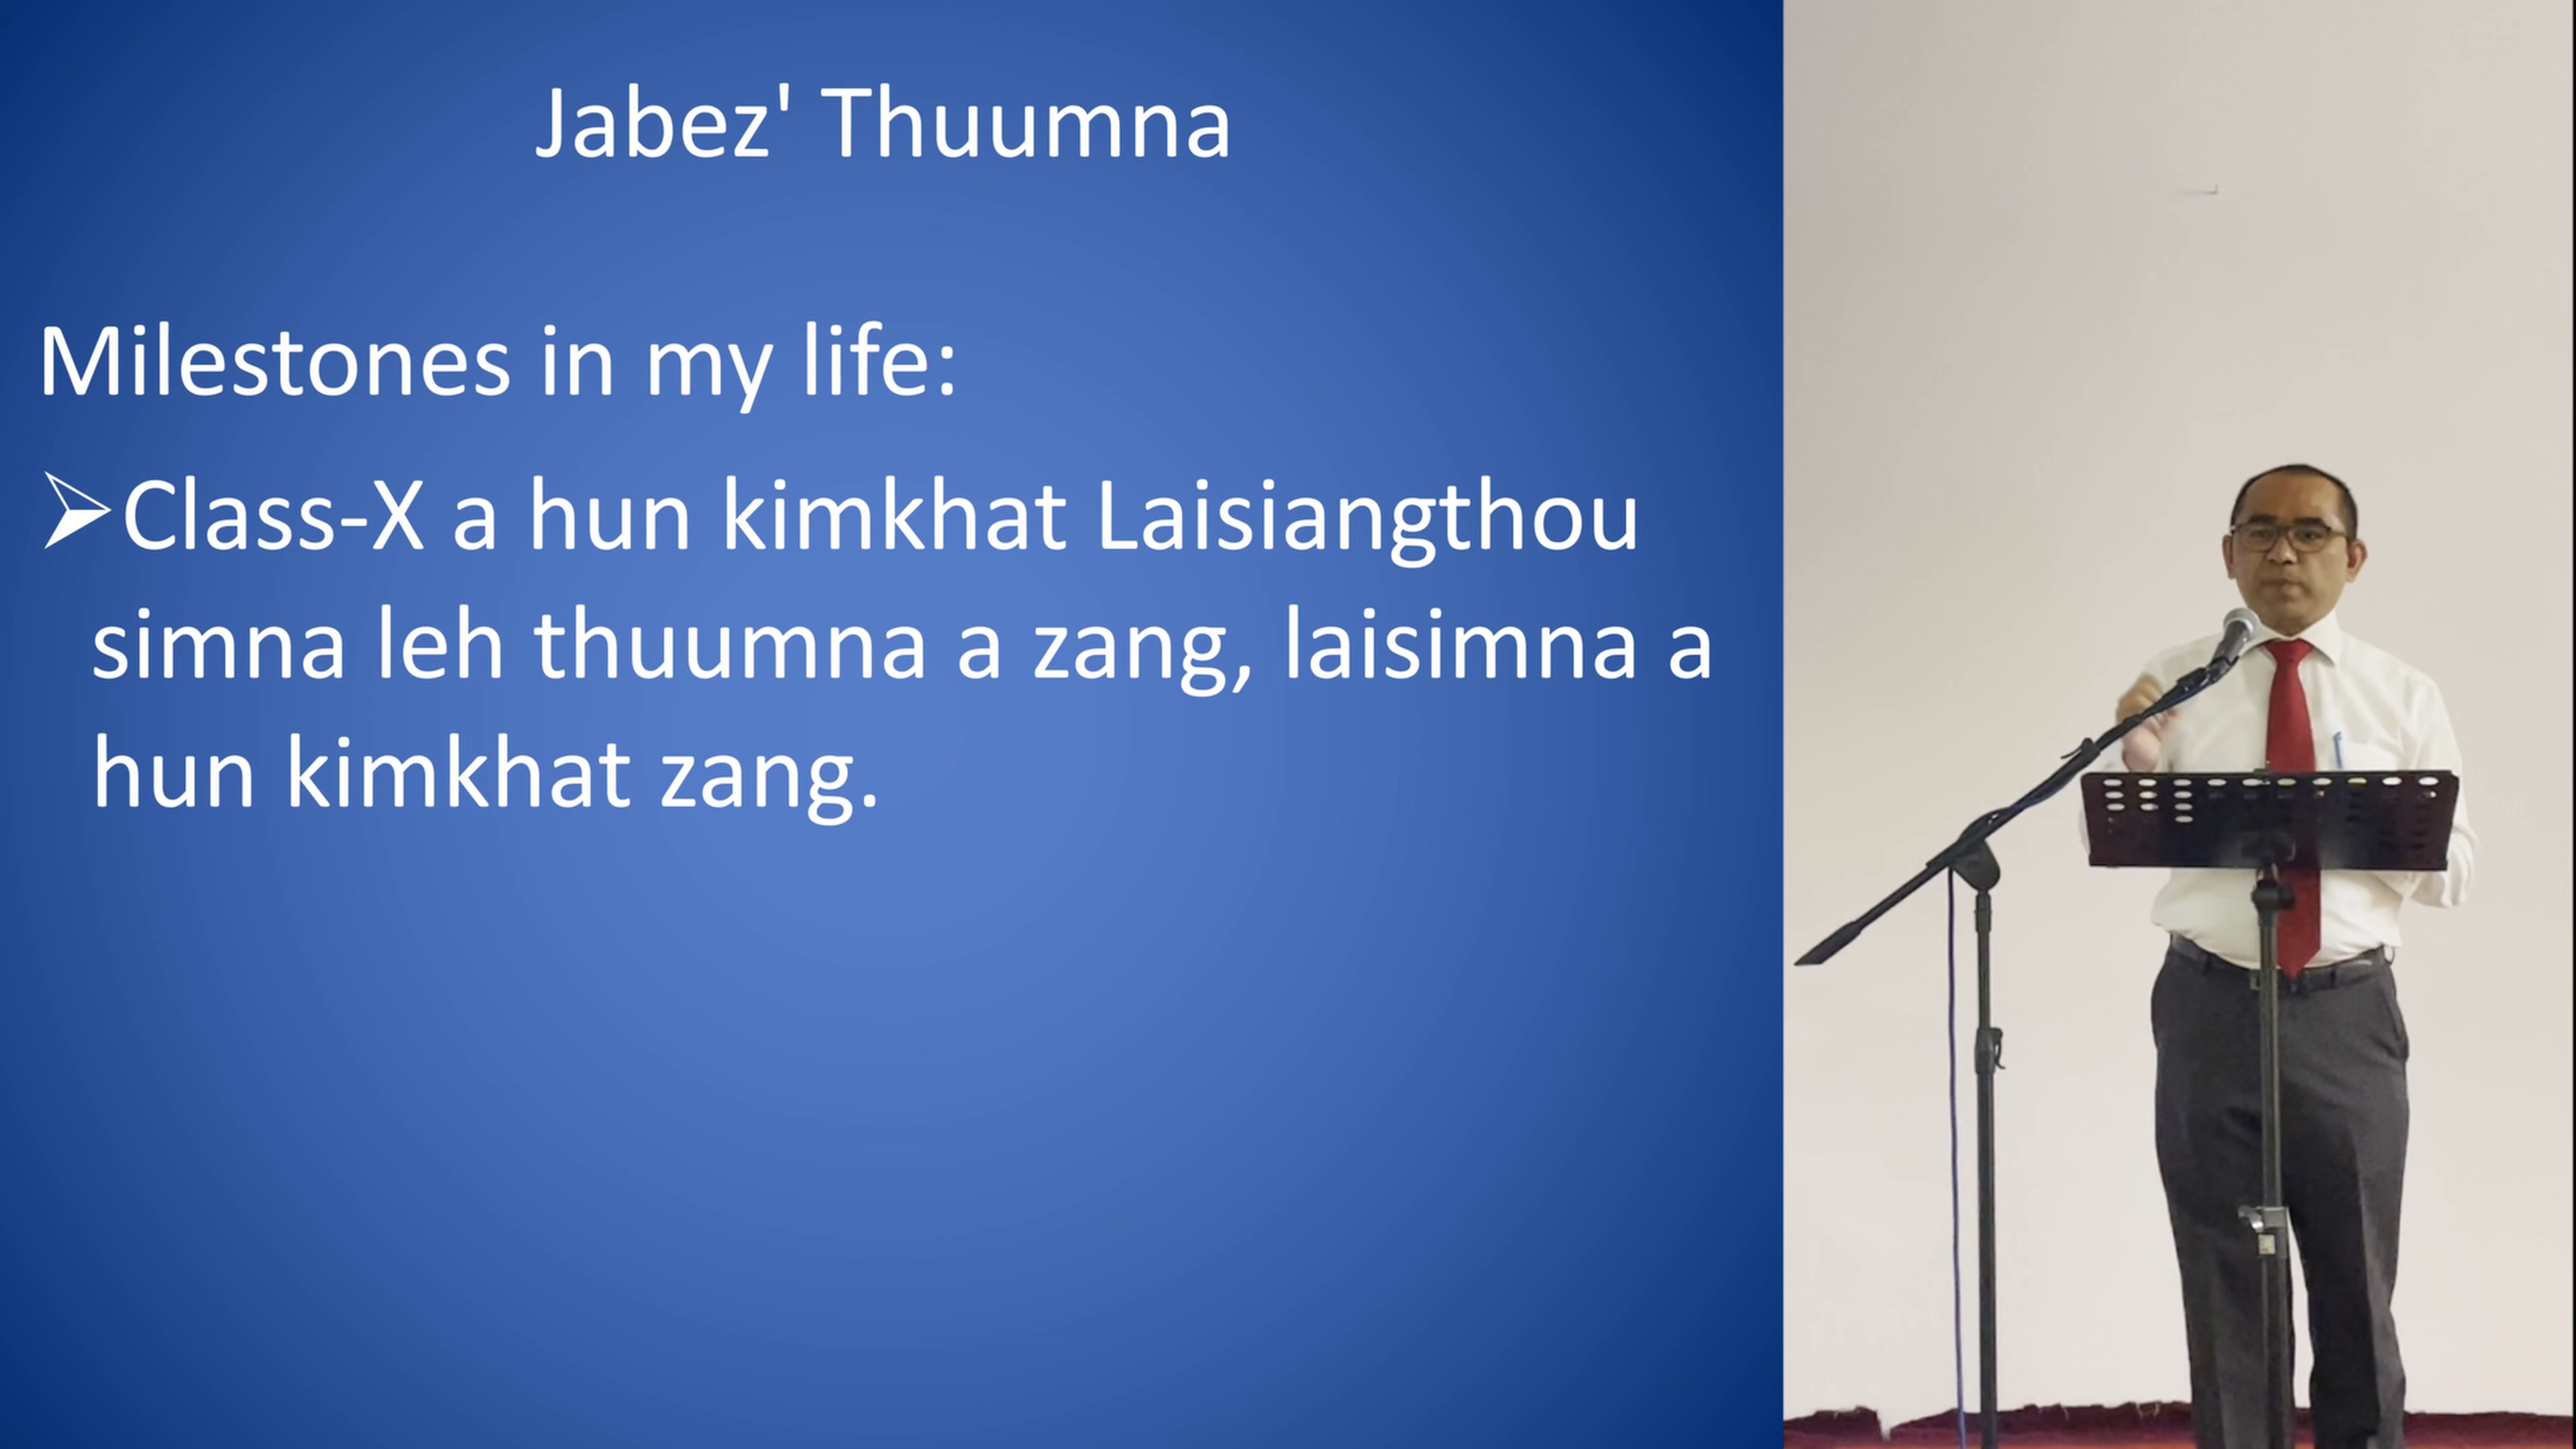 Jabez' Thuumna
Milestones in my life:
➢Class-X a hun kimkhat Laisiangthou
simna leh thuumna a zang, laisimna a
hun kimkhat zang.